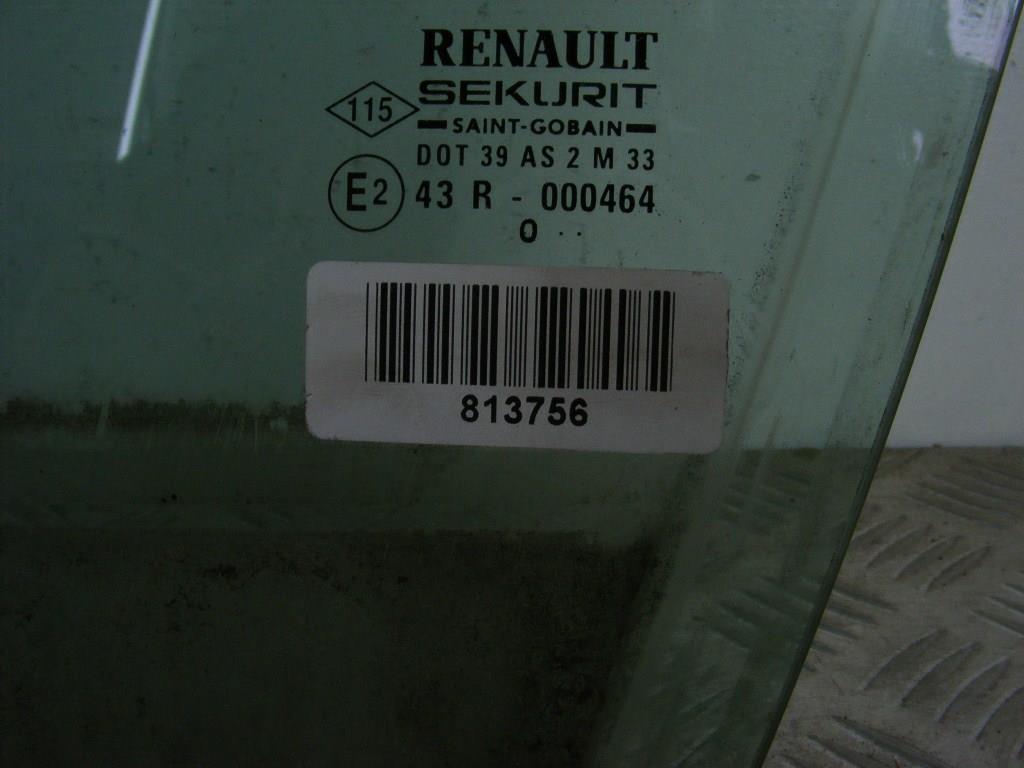 RENAULT
115 SEKURIT
SAINT-GOBAIN
DOT 39 AS 2 M 33
E2 43 R - 000464
0 ..
813756